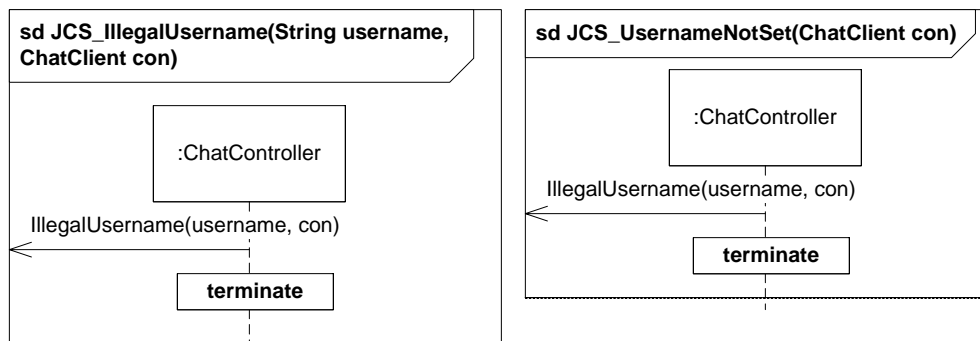 sd JCS_IllegalUsername(String username,
ChatClient con)
:ChatController
IllegalUsername(username, con)
terminate
sd JCS_UsernameNotSet(ChatClient con)
:ChatController
IllegalUsername(username, con)
terminate